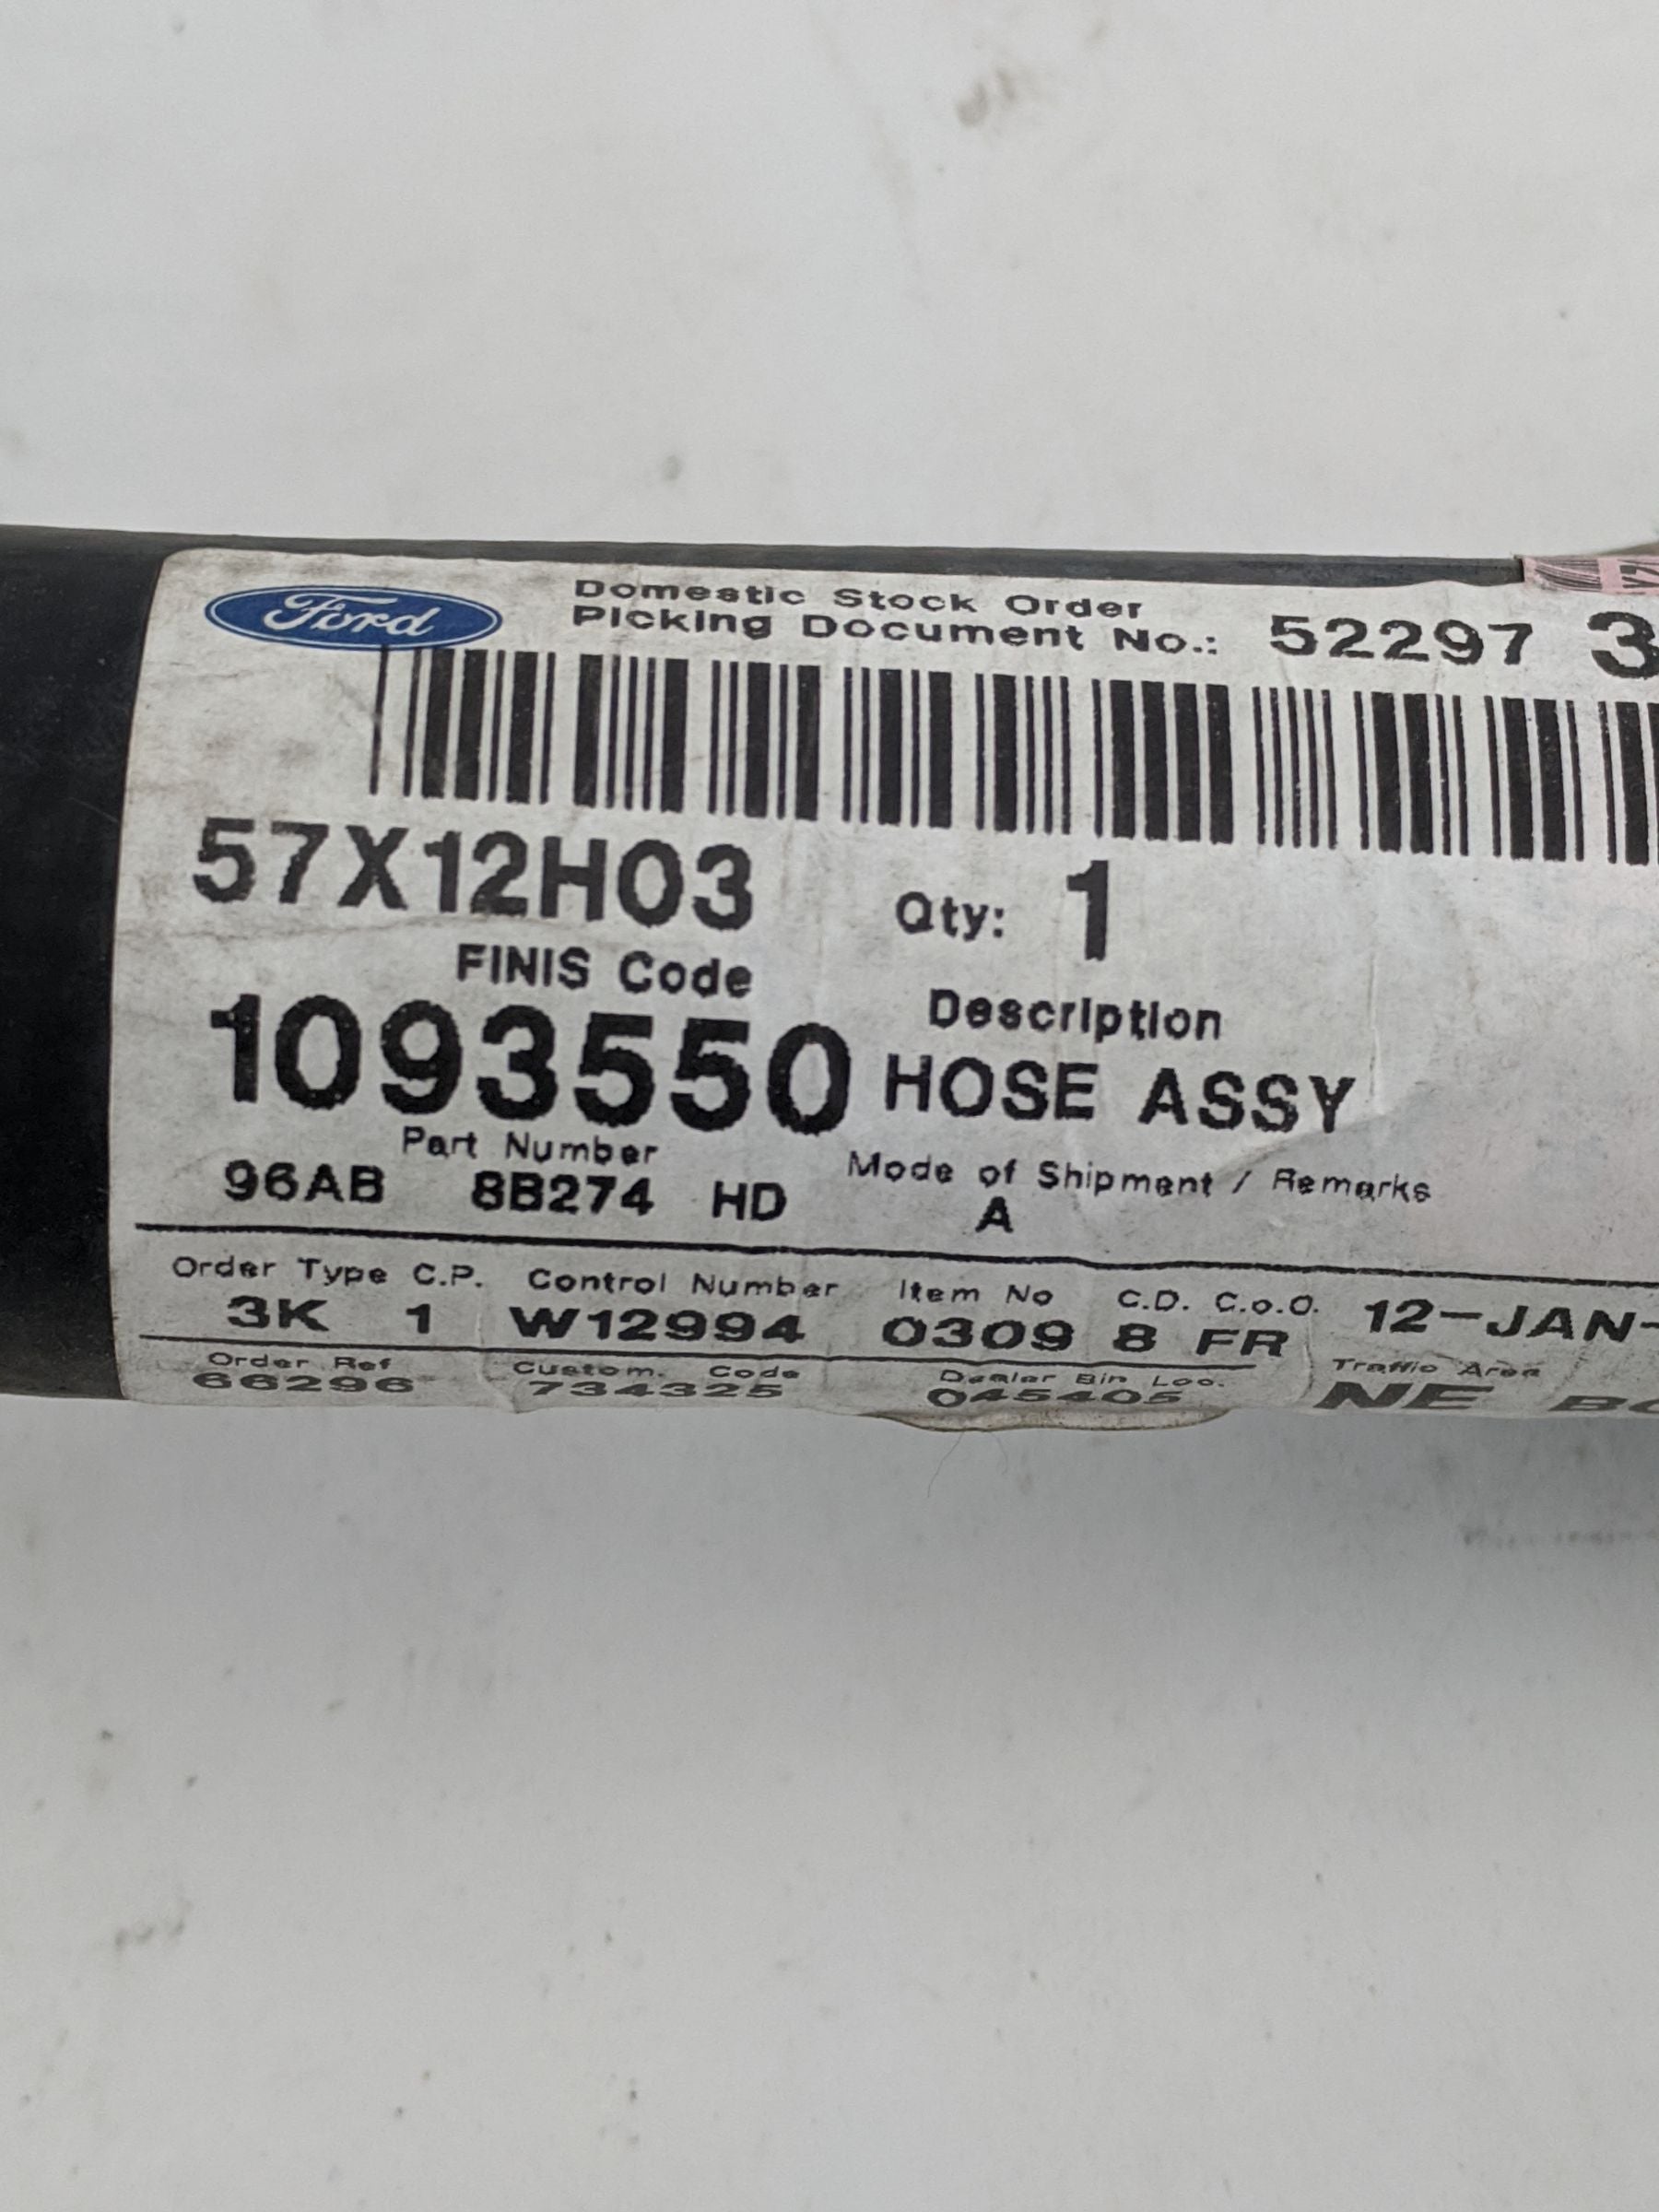 Ford
Domestic Stock Order
Picking Document No.: 52297 3
57X12H03 Qty: 1
FINIS Code Description
1093550 HOSE ASSY
Part Number Mode of Shipment / Remarks
96AB 8B274 HD A
Order Type C.P. Control Number Item No C.D. C.o.O. 12-JAN-
3K 1 W12994 0309 8 FR
Order Ref Custom. Code Dealer Bin Loc. Traffic Area
66296 734325 045405 NE